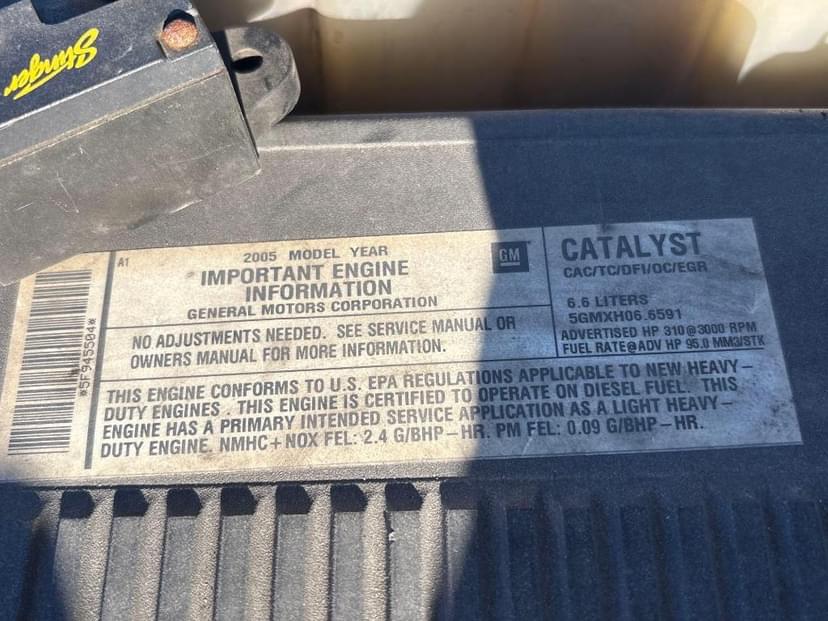 Stinger
*5F945504*
A1
2005 MODEL YEAR
IMPORTANT ENGINE
INFORMATION
GENERAL MOTORS CORPORATION
GM
NO ADJUSTMENTS NEEDED. SEE SERVICE MANUAL OR
OWNERS MANUAL FOR MORE INFORMATION.
CATALYST
CAC/TC/DFI/OC/EGR
6.6 LITERS
5GMXH06.6591
ADVERTISED HP 310@3000 RPM
FUEL RATE@ADV HP 95.0 MM3/STK
THIS ENGINE CONFORMS TO U.S. EPA REGULATIONS APPLICABLE TO NEW HEAVY-
DUTY ENGINES. THIS ENGINE IS CERTIFIED TO OPERATE ON DIESEL FUEL. THIS
ENGINE HAS A PRIMARY INTENDED SERVICE APPLICATION AS A LIGHT HEAVY-
DUTY ENGINE. NMHC+NOX FEL: 2.4 G/BHP-HR. PM FEL: 0.09 G/BHP-HR.